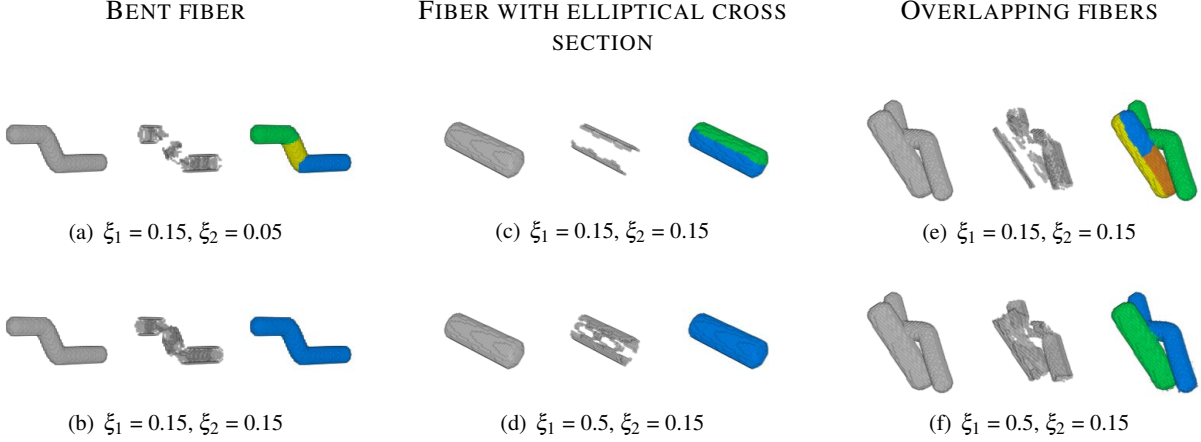 BENT FIBER
FIBER WITH ELLIPTICAL CROSS
SECTION
OVERLAPPING FIBERS
(a) ξ₁ = 0.15, ξ₂ = 0.05
(c) ξ₁ = 0.15, ξ₂ = 0.15
(e) ξ₁ = 0.15, ξ₂ = 0.15
(b) ξ₁ = 0.15, ξ₂ = 0.15
(d) ξ₁ = 0.5, ξ₂ = 0.15
(f) ξ₁ = 0.5, ξ₂ = 0.15